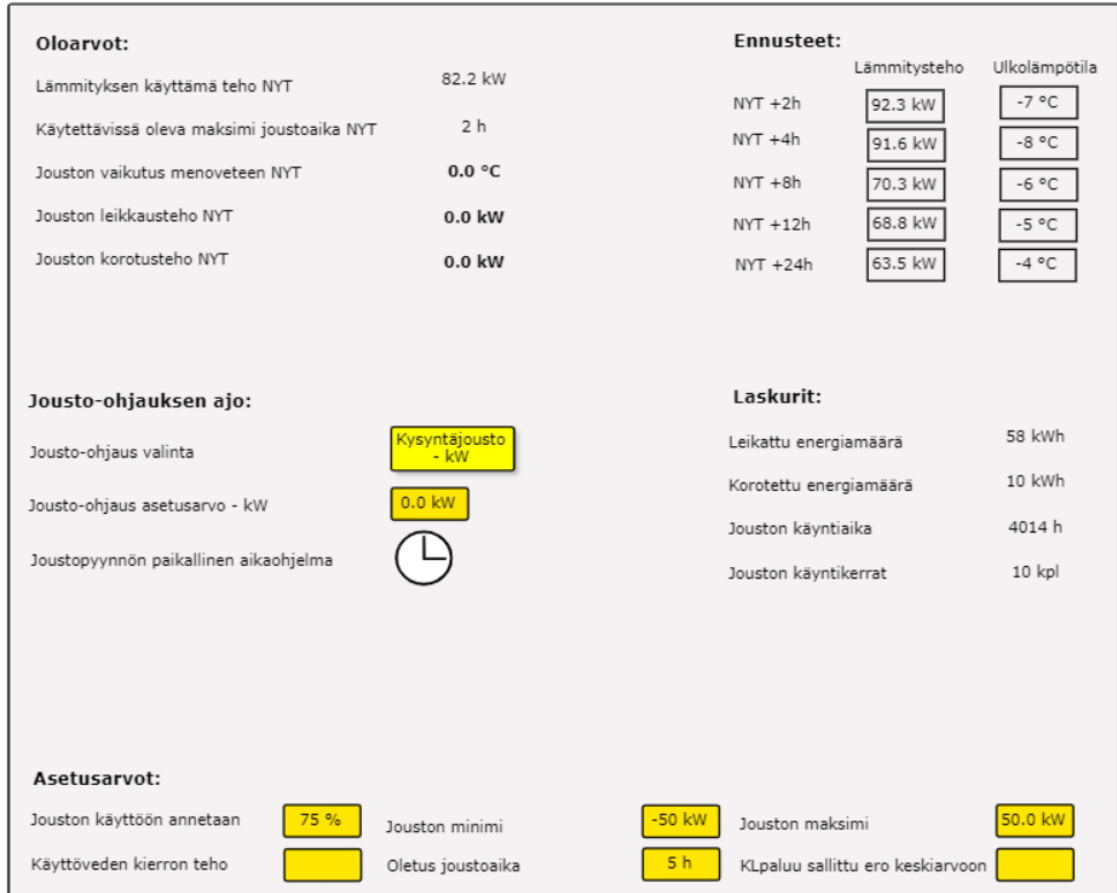 Oloarvot:
Lämmityksen käyttämä teho NYT 82.2 kW
Käytettävissä oleva maksimi joustoaika NYT 2 h
Jouston vaikutus menoveteen NYT 0.0 °C
Jouston leikkausteho NYT 0.0 kW
Jouston korotusteho NYT 0.0 kW
Ennusteet:
Lämmitysteho Ulkolämpötila
NYT +2h 92.3 kW -7 °C
NYT +4h 91.6 kW -8 °C
NYT +8h 70.3 kW -6 °C
NYT +12h 68.8 kW -5 °C
NYT +24h 63.5 kW -4 °C
Jousto-ohjauksen ajo:
Jousto-ohjaus valinta Kysyntäjousto
- kW
Jousto-ohjaus asetusarvo - kW 0.0 kW
Joustopyynnön paikallinen aikaohjelma
Laskurit:
Leikattu energiamäärä 58 kWh
Korotettu energiamäärä 10 kWh
Jouston käyntiaika 4014 h
Jouston käyntikerrat 10 kpl
Asetusarvot:
Jouston käyttöön annetaan 75 % Jouston minimi -50 kW Jouston maksimi 50.0 kW
Käyttöveden kierron teho Oletus joustoaika 5 h KLpaluu sallittu ero keskiarvoon